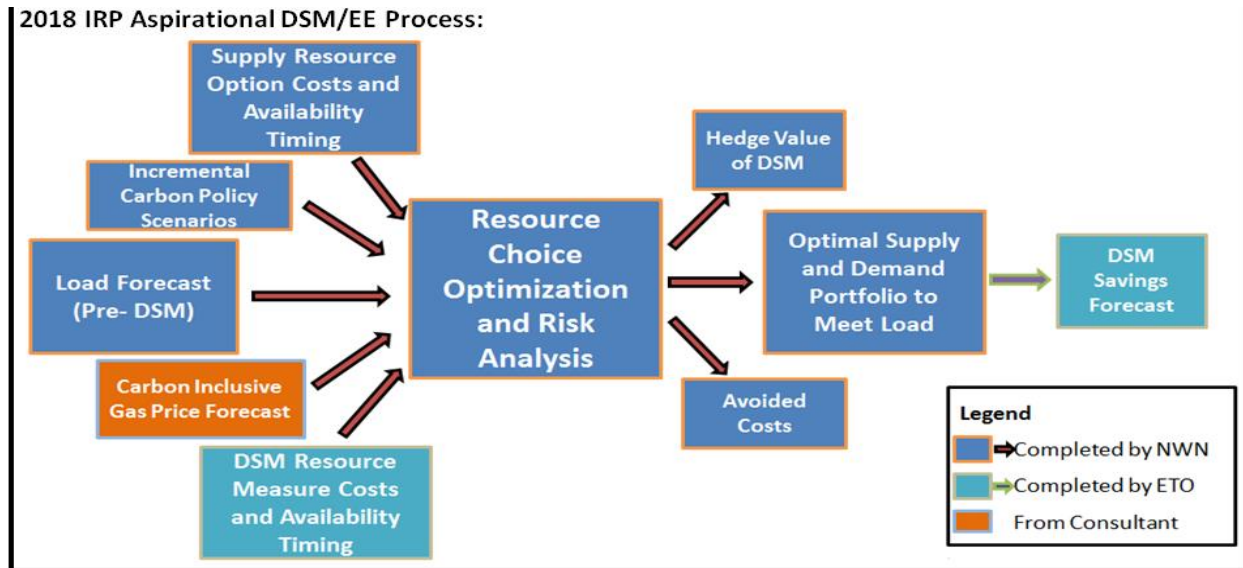 2018 IRP Aspirational DSM/EE Process:
Supply Resource
Option Costs and
Availability
Timing
Incremental
Carbon Policy
Scenarios
Load Forecast
(Pre- DSM)
Carbon Inclusive
Gas Price Forecast
DSM Resource
Measure Costs
and Availability
Timing
Resource
Choice
Optimization
and Risk
Analysis
Hedge Value
of DSM
Optimal Supply
and Demand
Portfolio to
Meet Load
Avoided
Costs
DSM
Savings
Forecast
Legend
Completed by NWN
Completed by ETO
From Consultant